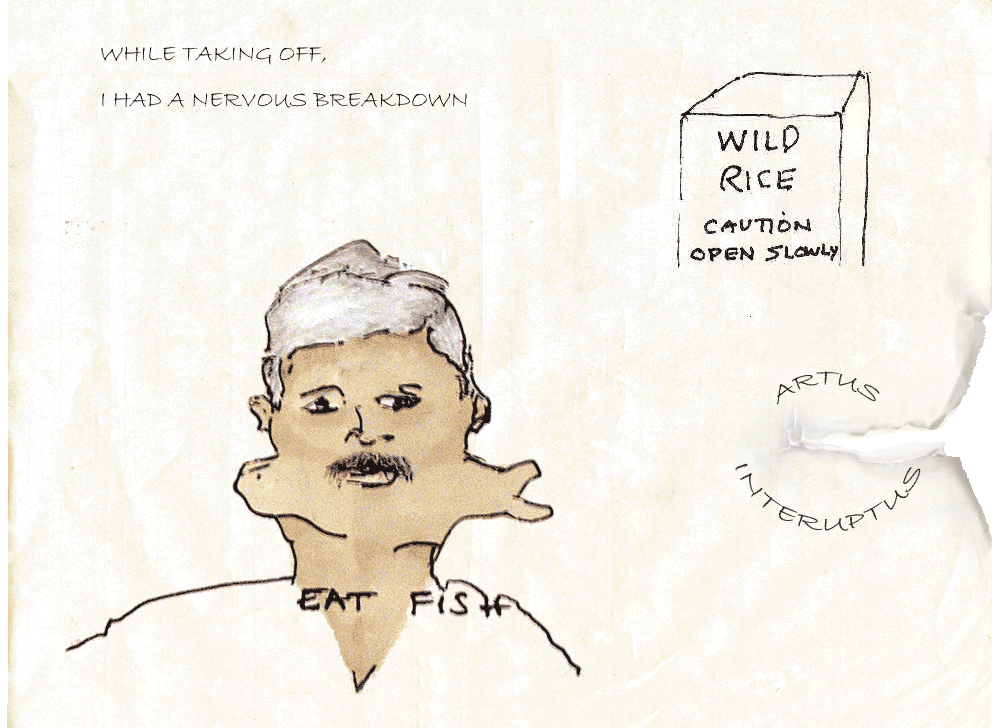 WHILE TAKING OFF,
I HAD A NERVOUS BREAKDOWN
WILD
RICE
CAUTION
OPEN SLOWLY
ARTUS
INTERUPTUS
EAT FISH